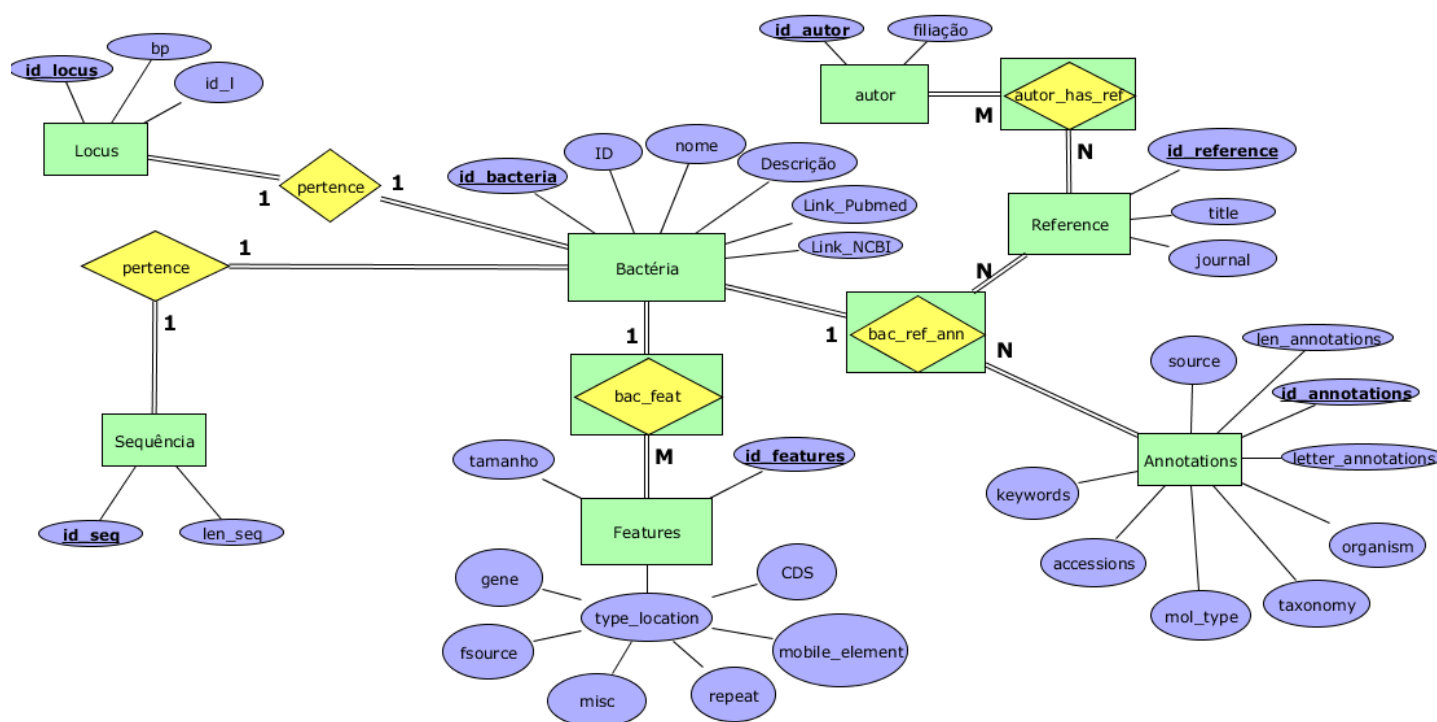 id_autor
filiação
bp
id_locus
id_l
autor
autor_has_ref
M
N
Locus
pertence
1
1
id_bacteria
ID
nome
Descrição
Link_Pubmed
Link_NCBI
id_reference
title
journal
Reference
pertence
1
1
Bactéria
N
1
bac_ref_ann
N
1
bac_feat
M
source
len_annotations
id_annotations
letter_annotations
Annotations
keywords
accessions
mol_type
taxonomy
organism
Sequência
id_seq
len_seq
tamanho
id_features
Features
gene
CDS
type_location
fsource
mobile_element
misc
repeat